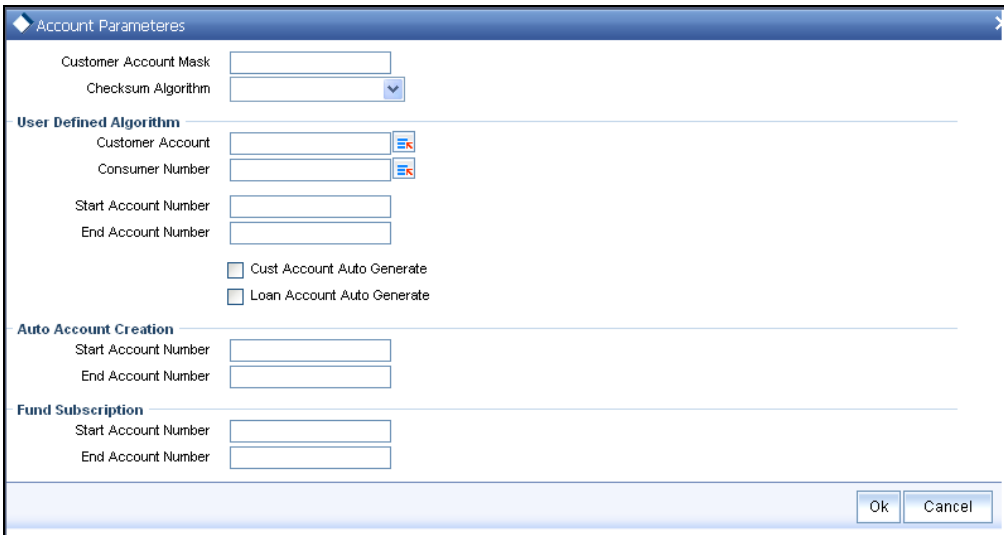 Account Parameteres
Customer Account Mask
Checksum Algorithm
User Defined Algorithm
Customer Account
Consumer Number
Start Account Number
End Account Number
Cust Account Auto Generate
Loan Account Auto Generate
Auto Account Creation
Start Account Number
End Account Number
Fund Subscription
Start Account Number
End Account Number
Ok Cancel